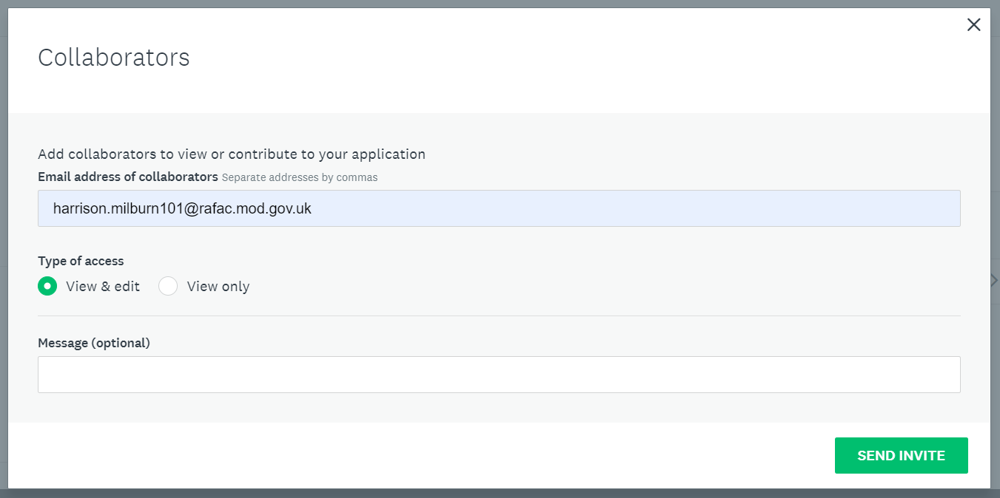 Collaborators
Add collaborators to view or contribute to your application
Email address of collaborators Separate addresses by commas
harrison.milburn101@rafac.mod.gov.uk
Type of access
View & edit View only
Message (optional)
SEND INVITE